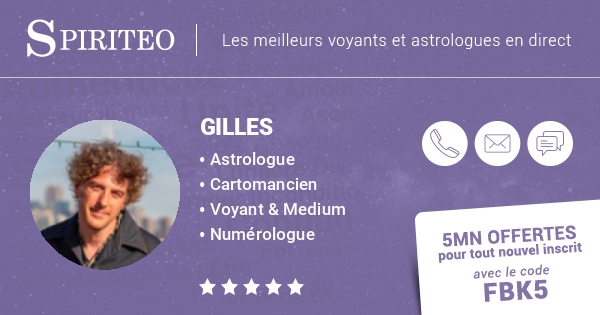 SPIRITEO
Les meilleurs voyants et astrologues en direct
GILLES
• Astrologue
• Cartomancien
• Voyant & Medium
• Numérologue
5MN OFFERTES
pour tout nouvel inscrit
avec le code
FBK5